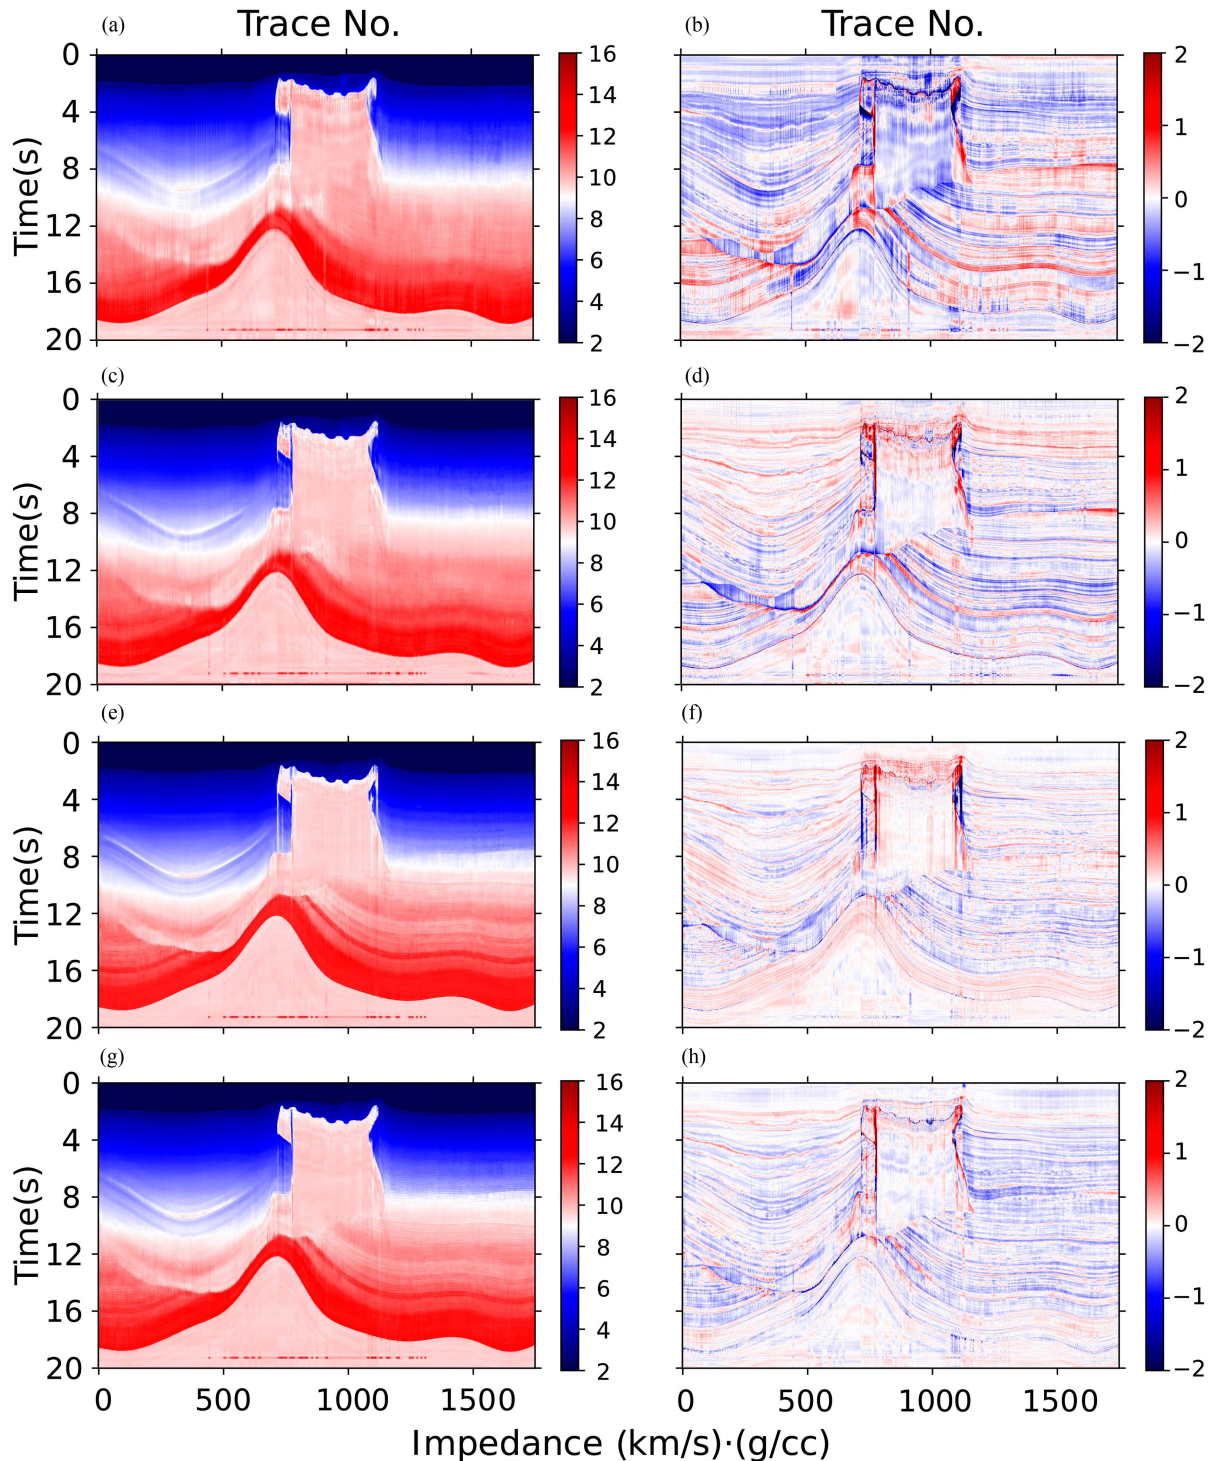 (a) Trace No. (b) Trace No.
0 4 8 12 16 20 Time(s) 16 14 12 10 8 6 4 2 2 1 0 −1 −2
(c) (d)
0 4 8 12 16 20 Time(s) 16 14 12 10 8 6 4 2 2 1 0 −1 −2
(e) (f)
0 4 8 12 16 20 Time(s) 16 14 12 10 8 6 4 2 2 1 0 −1 −2
(g) (h)
0 4 8 12 16 20 Time(s) 16 14 12 10 8 6 4 2 2 1 0 −1 −2
0 500 1000 1500 0 500 1000 1500
Impedance (km/s)·(g/cc)